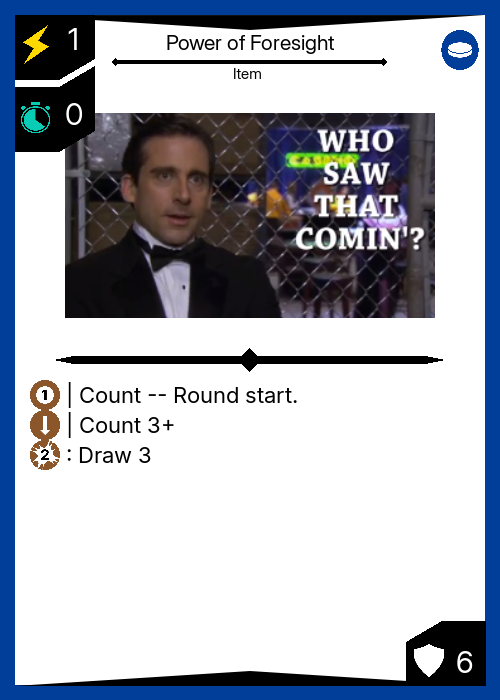 1
Power of Foresight
Item
0
WHO
SAW
THAT
COMIN'?
1 | Count -- Round start.
| Count 3+
2 : Draw 3
6